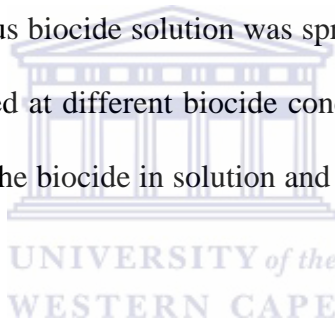 us biocide solution was spr
ed at different biocide con
he biocide in solution and
UNIVERSITY of the
WESTERN CAPE